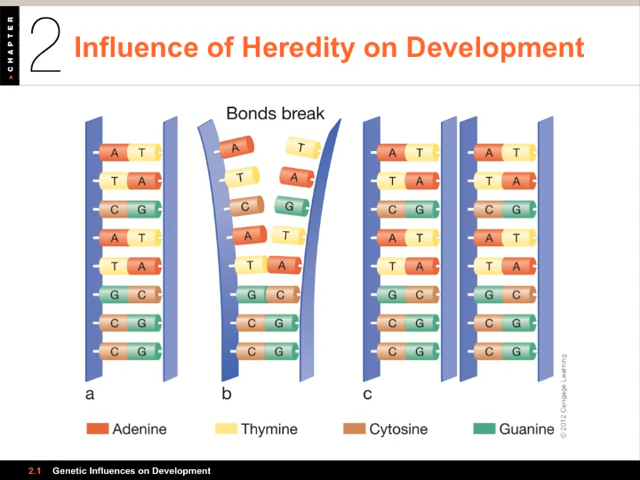 CHAPTER
2
Influence of Heredity on Development
Bonds break
A T A T A T A T
T A T A T A T A
C G C G C G C G
A T A T A T A T
T A T A T A T A
G C G C G C G C
C G C G C G C G
C G C G C G C G
a b c
Adenine Thymine Cytosine Guanine
© 2012 Cengage Learning
2.1 Genetic Influences on Development